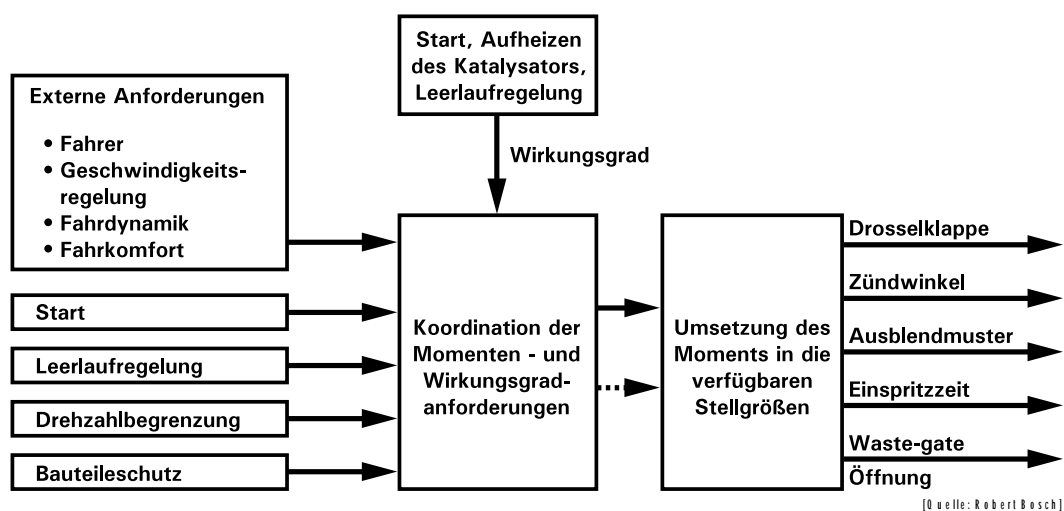 Start, Aufheizen
des Katalysators,
Leerlaufregelung
Externe Anforderungen
• Fahrer
• Geschwindigkeits-
regelung
• Fahrdynamik
• Fahrkomfort
Wirkungsgrad
Start
Leerlaufregelung
Drehzahlbegrenzung
Bauteileschutz
Koordination der
Momenten - und
Wirkungsgrad-
anforderungen
Umsetzung des
Moments in die
verfügbaren
Stellgrößen
Drosselklappe
Zündwinkel
Ausblendmuster
Einspritzzeit
Waste-gate
Öffnung
[Quelle: Robert Bosch]